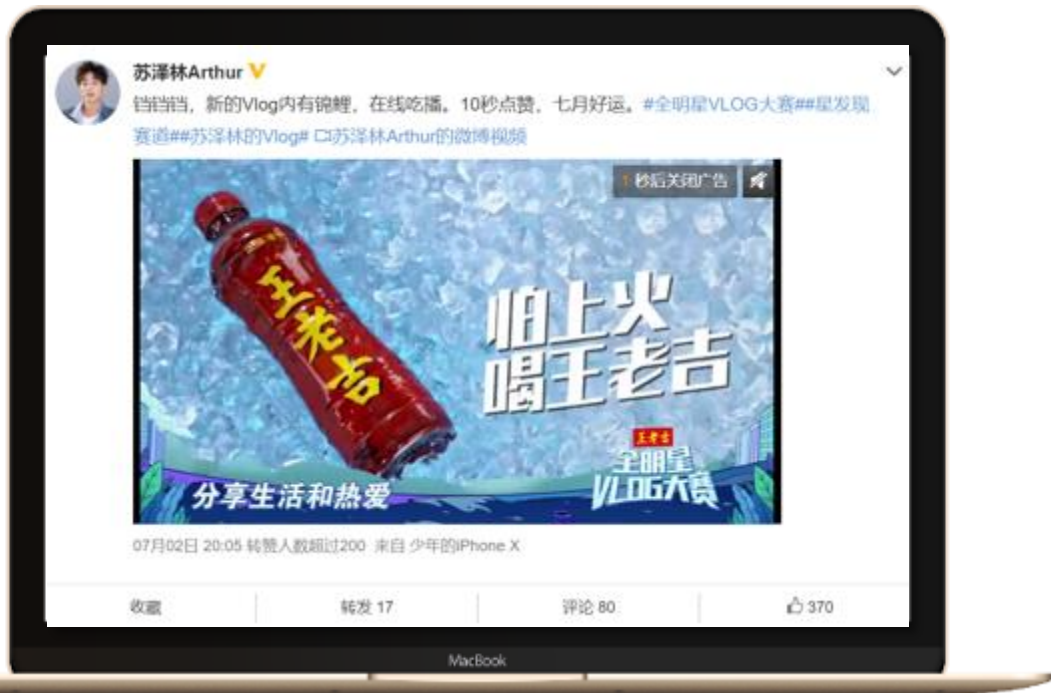 苏泽林Arthur
铛铛铛，新的Vlog内有锦鲤，在线吃播。10秒点赞，七月好运。#全明星VLOG大赛##星发现
赛道##苏泽林的Vlog# 苏泽林Arthur的微博视频
1 秒后关闭广告
王老吉
怕上火
喝王老吉
王老吉
全明星
VLOG大赛
分享生活和热爱
07月02日 20:05 转赞人数超过200 来自 少年的iPhone X
收藏
转发 17
评论 80
370
MacBook